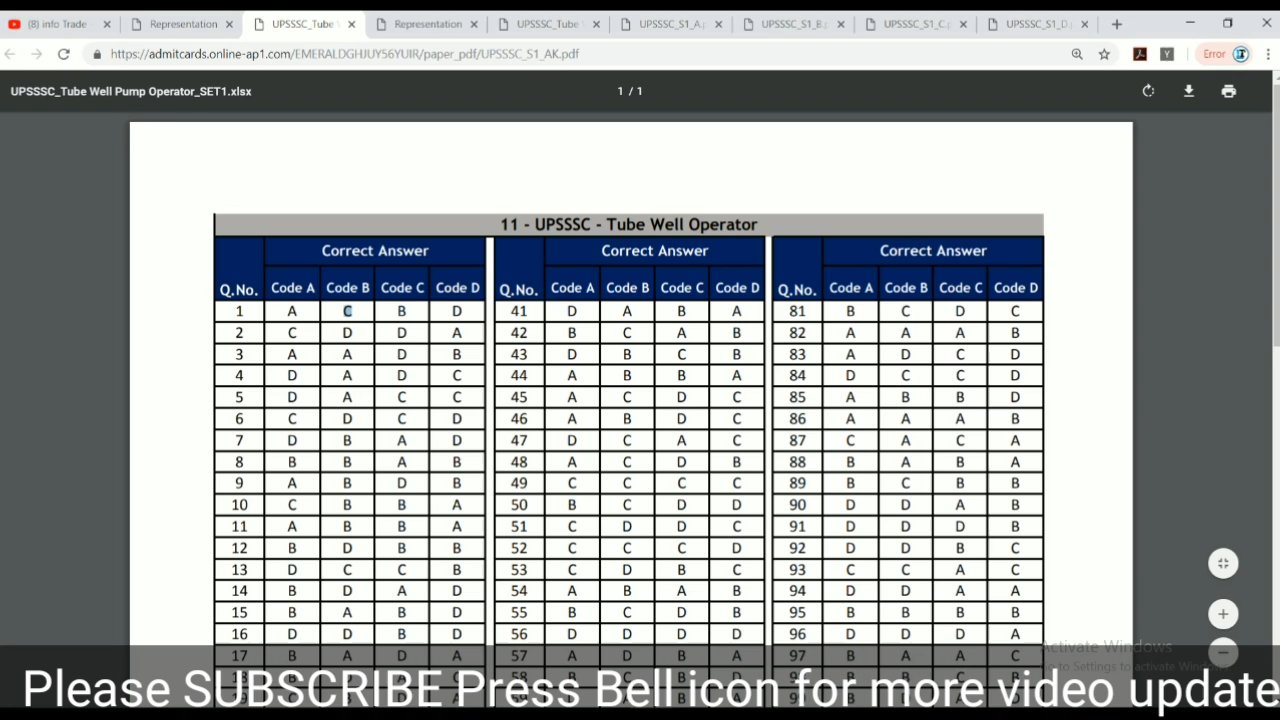 (8) info Trade
Representation
UPSSSC_Tube
Representation
UPSSSC_Tube
UPSSSC_S1_A.p
UPSSSC_S1_B.p
UPSSSC_S1_C.p
UPSSSC_S1_D.p
https://admitcards.online-ap1.com/EMERALDGHJUY56YUIR/paper_pdf/UPSSSC_S1_AK.pdf
Error
UPSSSC_Tube Well Pump Operator_SET1.xlsx
1 / 1
11 - UPSSSC - Tube Well Operator
Correct Answer Correct Answer Correct Answer
Q.No. Code A Code B Code C Code D Q.No. Code A Code B Code C Code D Q.No. Code A Code B Code C Code D
1 A C B D 41 D A B A 81 B C D C
2 C D D A 42 B C A B 82 A A A B
3 A A D B 43 D B C B 83 A D C D
4 D A D C 44 A B B A 84 D C C D
5 D A C C 45 A C D C 85 A B B D
6 C D C D 46 A B D C 86 A A A B
7 D B A D 47 D C A C 87 C A C A
8 B B A B 48 A C D B 88 B A B A
9 A B D B 49 C C C C 89 B C B B
10 C B B A 50 B C D D 90 D D A B
11 A B B A 51 C D D C 91 D D D B
12 B D B B 52 C C C D 92 D D B C
13 D C C B 53 C D B C 93 C C A C
14 B D A D 54 A B A B 94 D D A A
15 B A B D 55 B C D B 95 B B B B
16 D D B D 56 D D D D 96 D D D A
17 B A D A 57 A D B A 97 B A A C
Activate Windows
Please SUBSCRIBE Press Bell icon for more video update